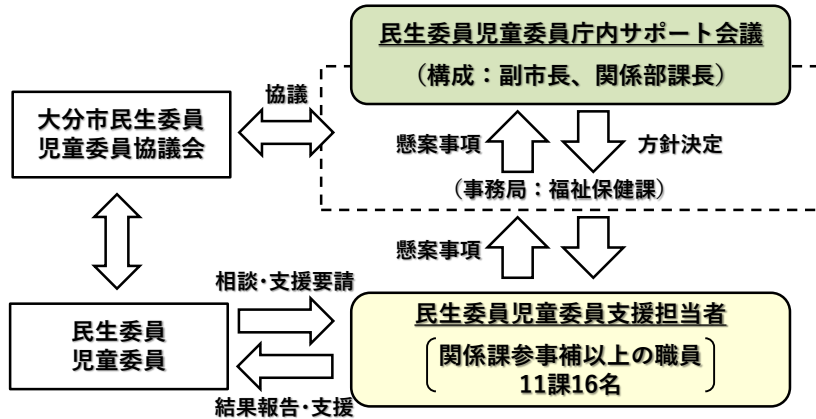 民生委員児童委員庁内サポート会議
（構成：副市長、関係部課長）
協議
大分市民生委員
児童委員協議会
懸案事項
方針決定
（事務局：福祉保健課）
懸案事項
相談･支援要請
民生委員
児童委員
民生委員児童委員支援担当者
関係課参事補以上の職員
11課16名
結果報告･支援